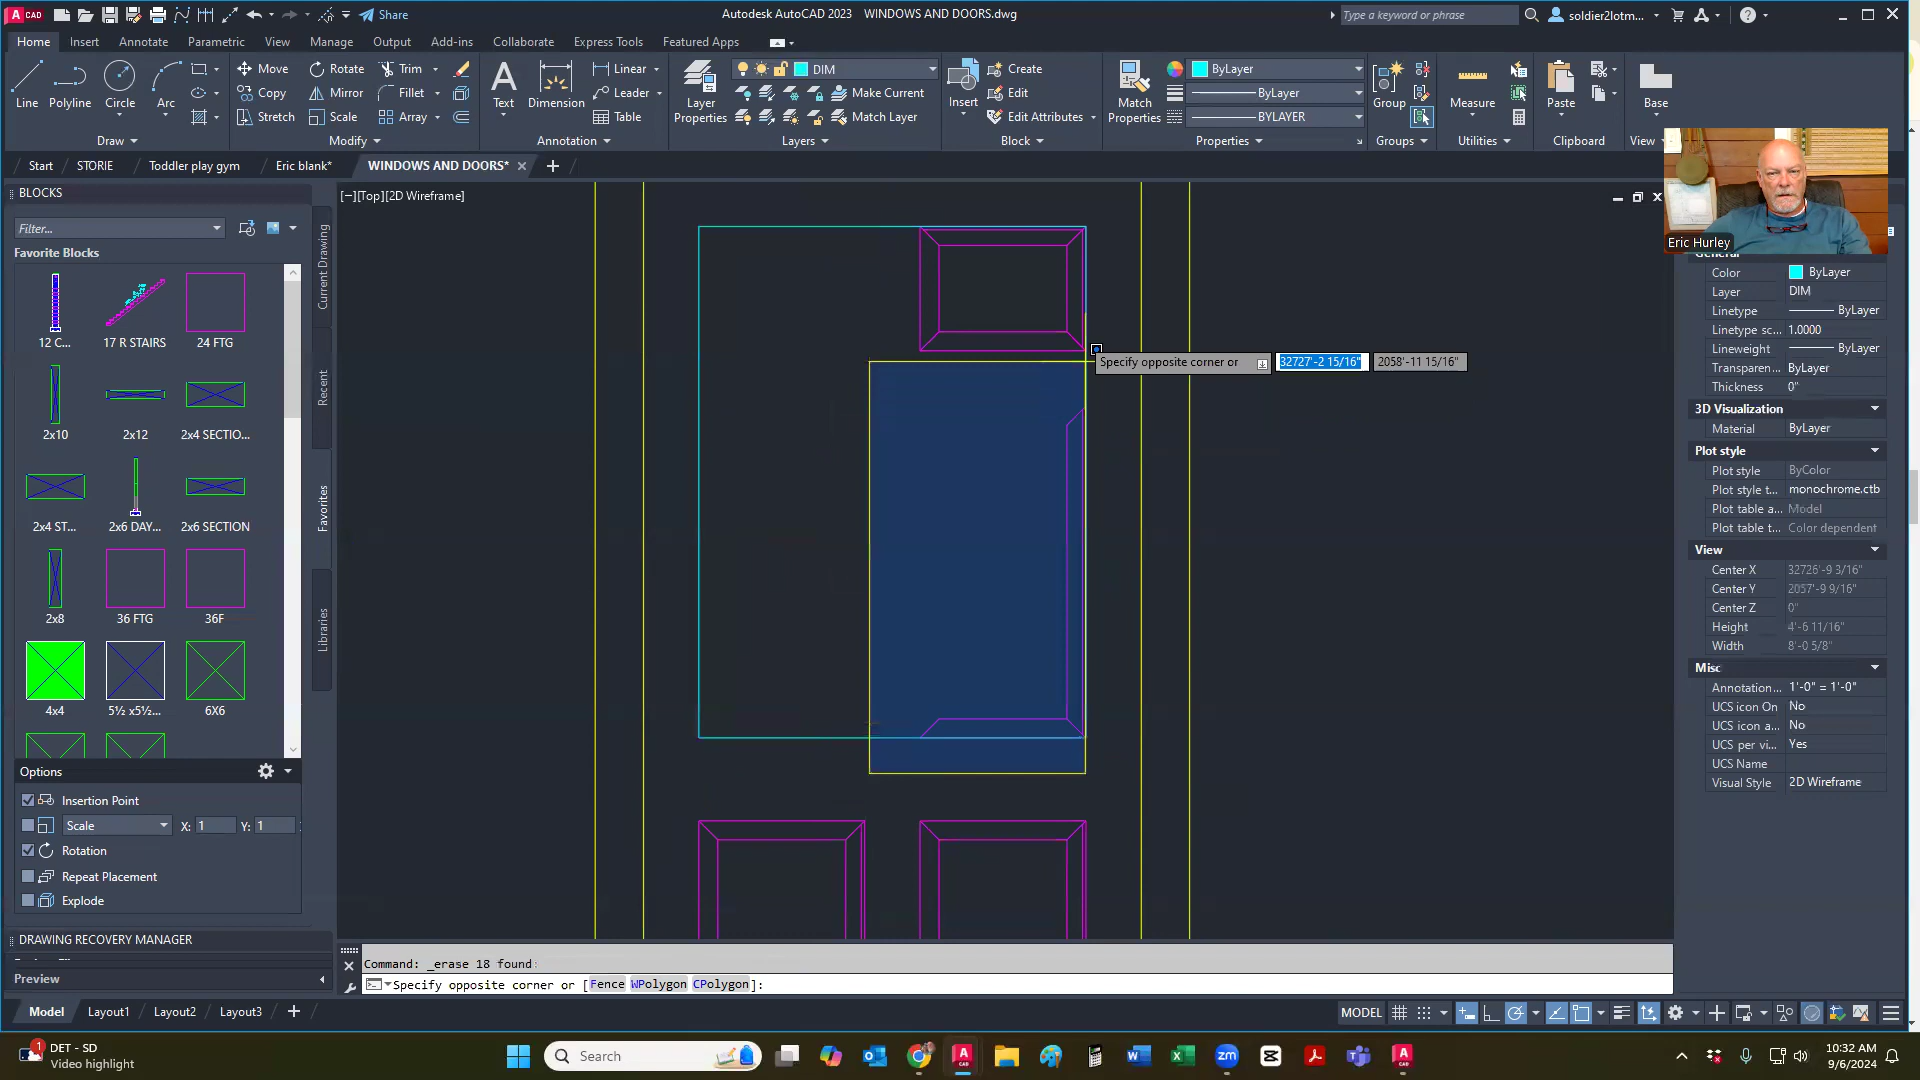 CAD
Share
Autodesk AutoCAD 2023
WINDOWS AND DOORS.dwg
Type a keyword or phrase
soldier2lotm...
Home
Insert
Annotate
Parametric
View
Manage
Output
Add-ins
Collaborate
Express Tools
Featured Apps
Line
Polyline
Circle
Arc
Draw
Move
Rotate
Trim
Copy
Mirror
Fillet
Stretch
Scale
Array
Modify
Text
Dimension
Linear
Leader
Table
Annotation
Layer
Properties
DIM
Make Current
Match Layer
Layers
Insert
Create
Edit
Edit Attributes
Block
Match
Properties
ByLayer
ByLayer
BYLAYER
Properties
Group
Groups
Measure
Utilities
Paste
Clipboard
Base
View
Start
STORIE
Toddler play gym
Eric blank*
WINDOWS AND DOORS*
BLOCKS
Filter...
Favorite Blocks
12 C...
17 R STAIRS
24 FTG
2x10
2x12
2x4 SECTIO...
2x4 ST...
2x6 DAY...
2x6 SECTION
2x8
36 FTG
36F
4x4
5½ x5½...
6X6
Current Drawing
Recent
Favorites
Libraries
Options
Insertion Point
Scale
X: 1
Y: 1
Rotation
Repeat Placement
Explode
DRAWING RECOVERY MANAGER
Preview
[−][Top][2D Wireframe]
Specify opposite corner or
32727'-2 15/16"
2058'-11 15/16"
Eric Hurley
General
Color ByLayer
Layer DIM
Linetype ByLayer
Linetype sc... 1.0000
Lineweight ByLayer
Transparen... ByLayer
Thickness 0"
3D Visualization
Material ByLayer
Plot style
Plot style ByColor
Plot style t... monochrome.ctb
Plot table a... Model
Plot table t... Color dependent
View
Center X 32726'-9 3/16"
Center Y 2057'-9 9/16"
Center Z 0"
Height 4'-6 11/16"
Width 8'-0 5/8"
Misc
Annotation... 1'-0" = 1'-0"
UCS icon On No
UCS icon a... No
UCS per vi... Yes
UCS Name
Visual Style 2D Wireframe
Command: _erase 18 found
Specify opposite corner or [Fence WPolygon CPolygon]:
Model
Layout1
Layout2
Layout3
MODEL
DET - SD
Video highlight
Search
10:32 AM
9/6/2024